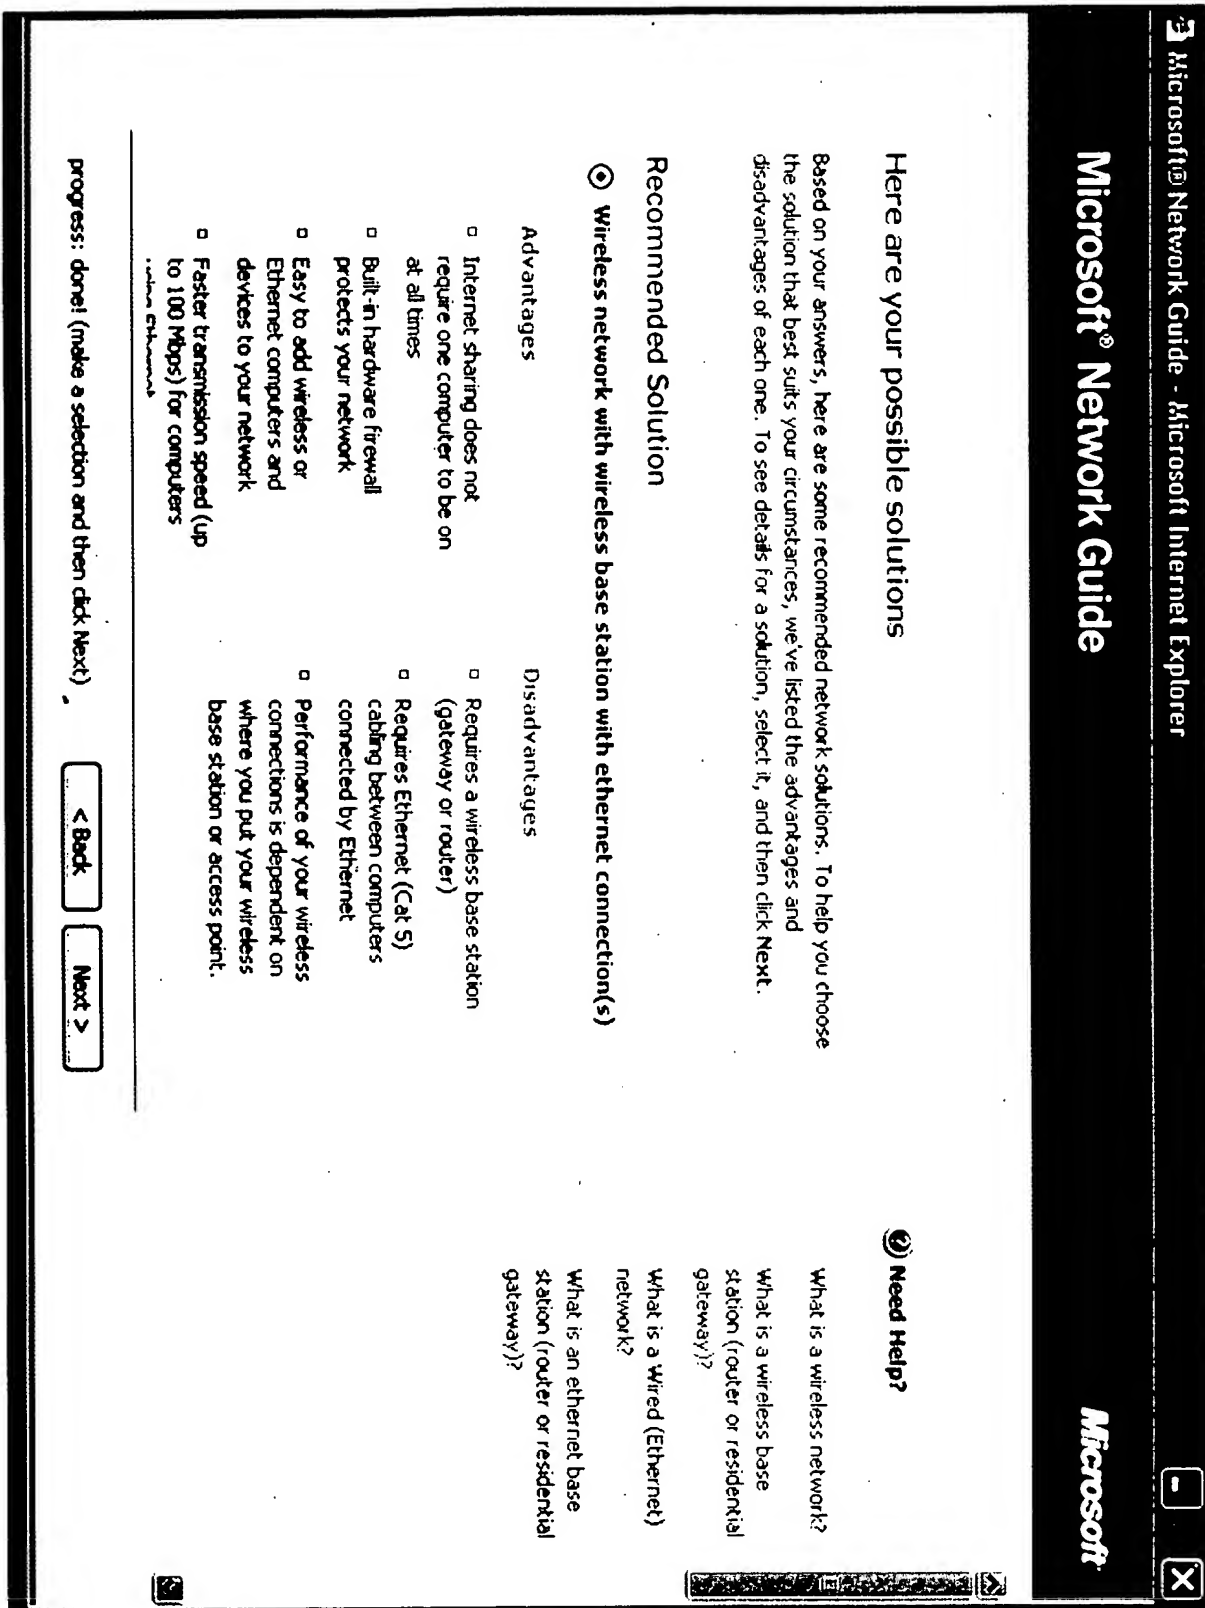 Microsoft® Network Guide - Microsoft Internet Explorer
Microsoft® Network Guide
Microsoft
Here are your possible solutions
Based on your answers, here are some recommended network solutions. To help you choose
the solution that best suits your circumstances, we've listed the advantages and
disadvantages of each one. To see details for a solution, select it, and then click Next.
Recommended Solution
Wireless network with wireless base station with ethernet connection(s)
Advantages
Internet sharing does not
require one computer to be on
at all times
Built-in hardware firewall
protects your network
Easy to add wireless or
Ethernet computers and
devices to your network
Faster transmission speed (up
to 100 Mbps) for computers
Disadvantages
Requires a wireless base station
(gateway or router)
Requires Ethernet (Cat 5)
cabling between computers
connected by Ethernet
Performance of your wireless
connections is dependent on
where you put your wireless
base station or access point.
Need Help?
What is a wireless network?
What is a wireless base
station (router or residential
gateway)?
What is a Wired (Ethernet)
network?
What is an ethernet base
station (router or residential
gateway)?
progress: done! (make a selection and then click Next)
< Back
Next >